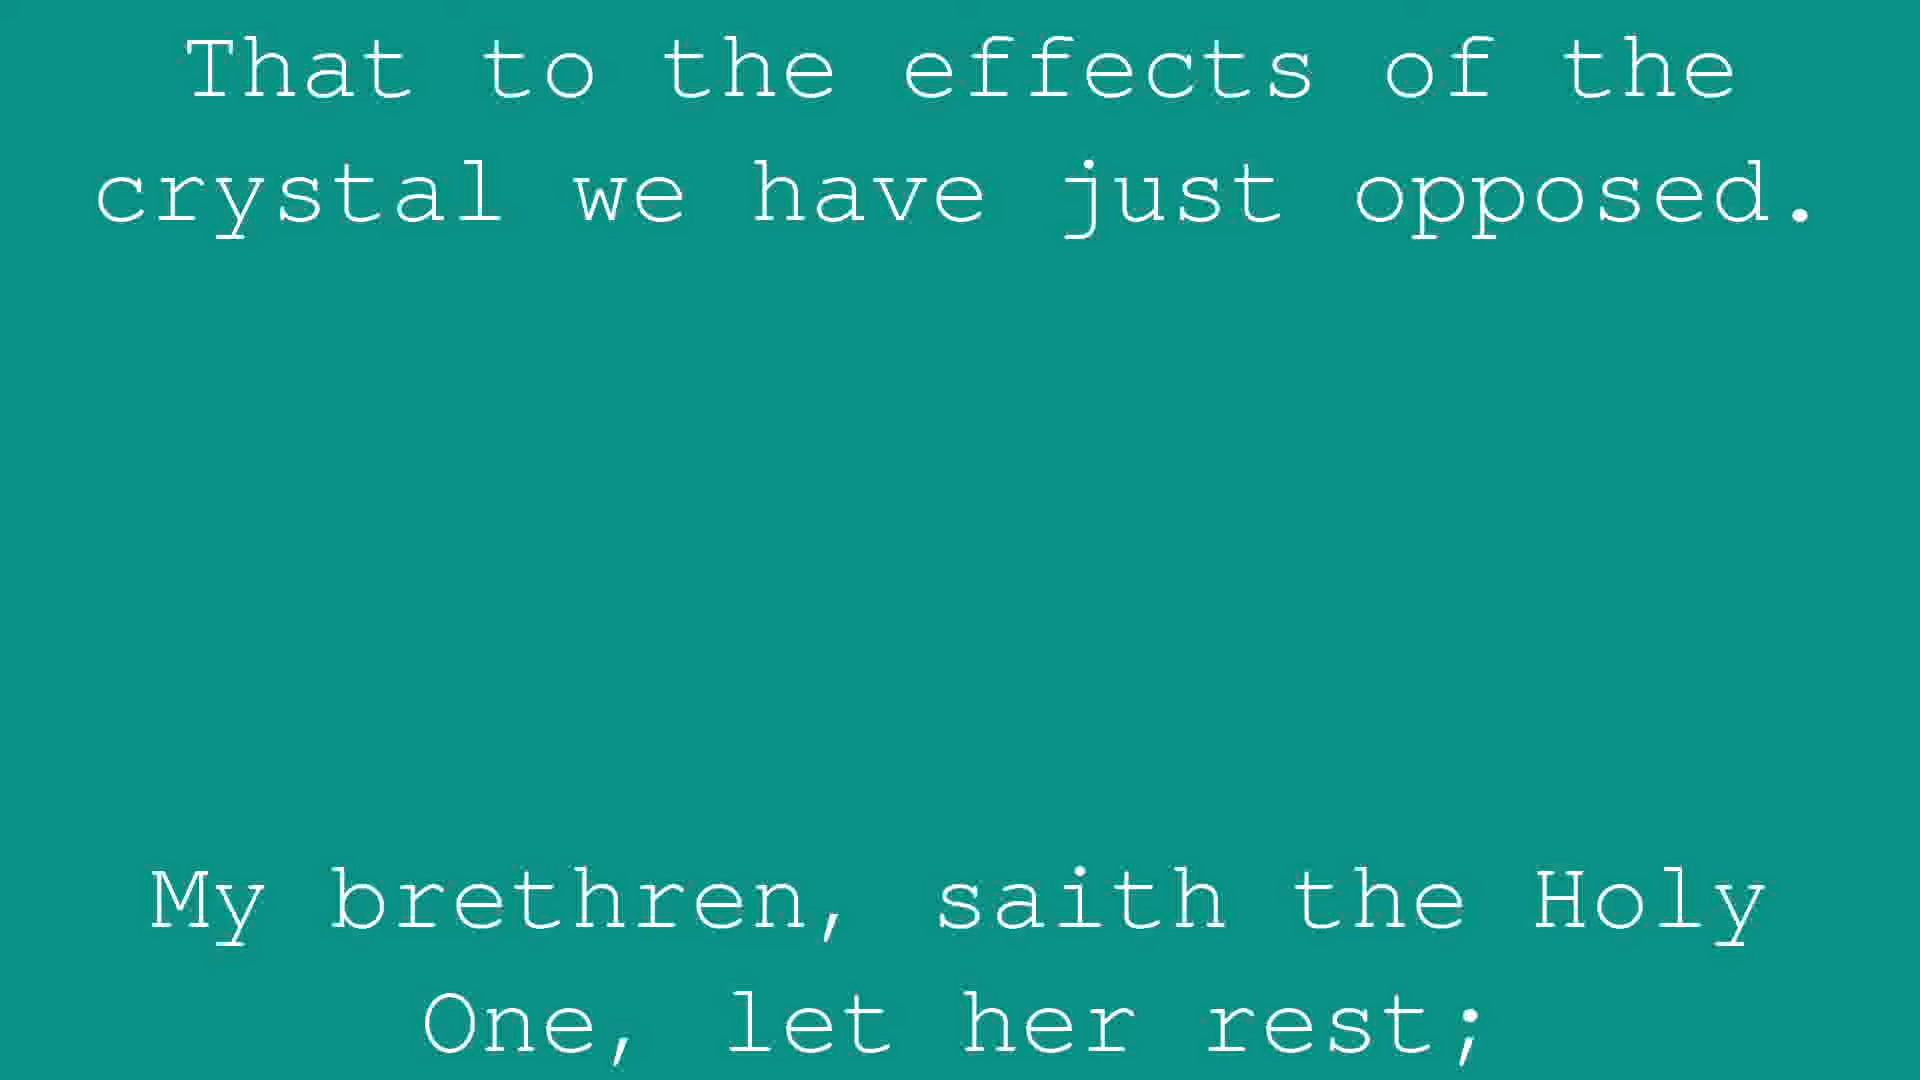 That to the effects of the
crystal we have just opposed.
My brethren, saith the Holy
One, let her rest;